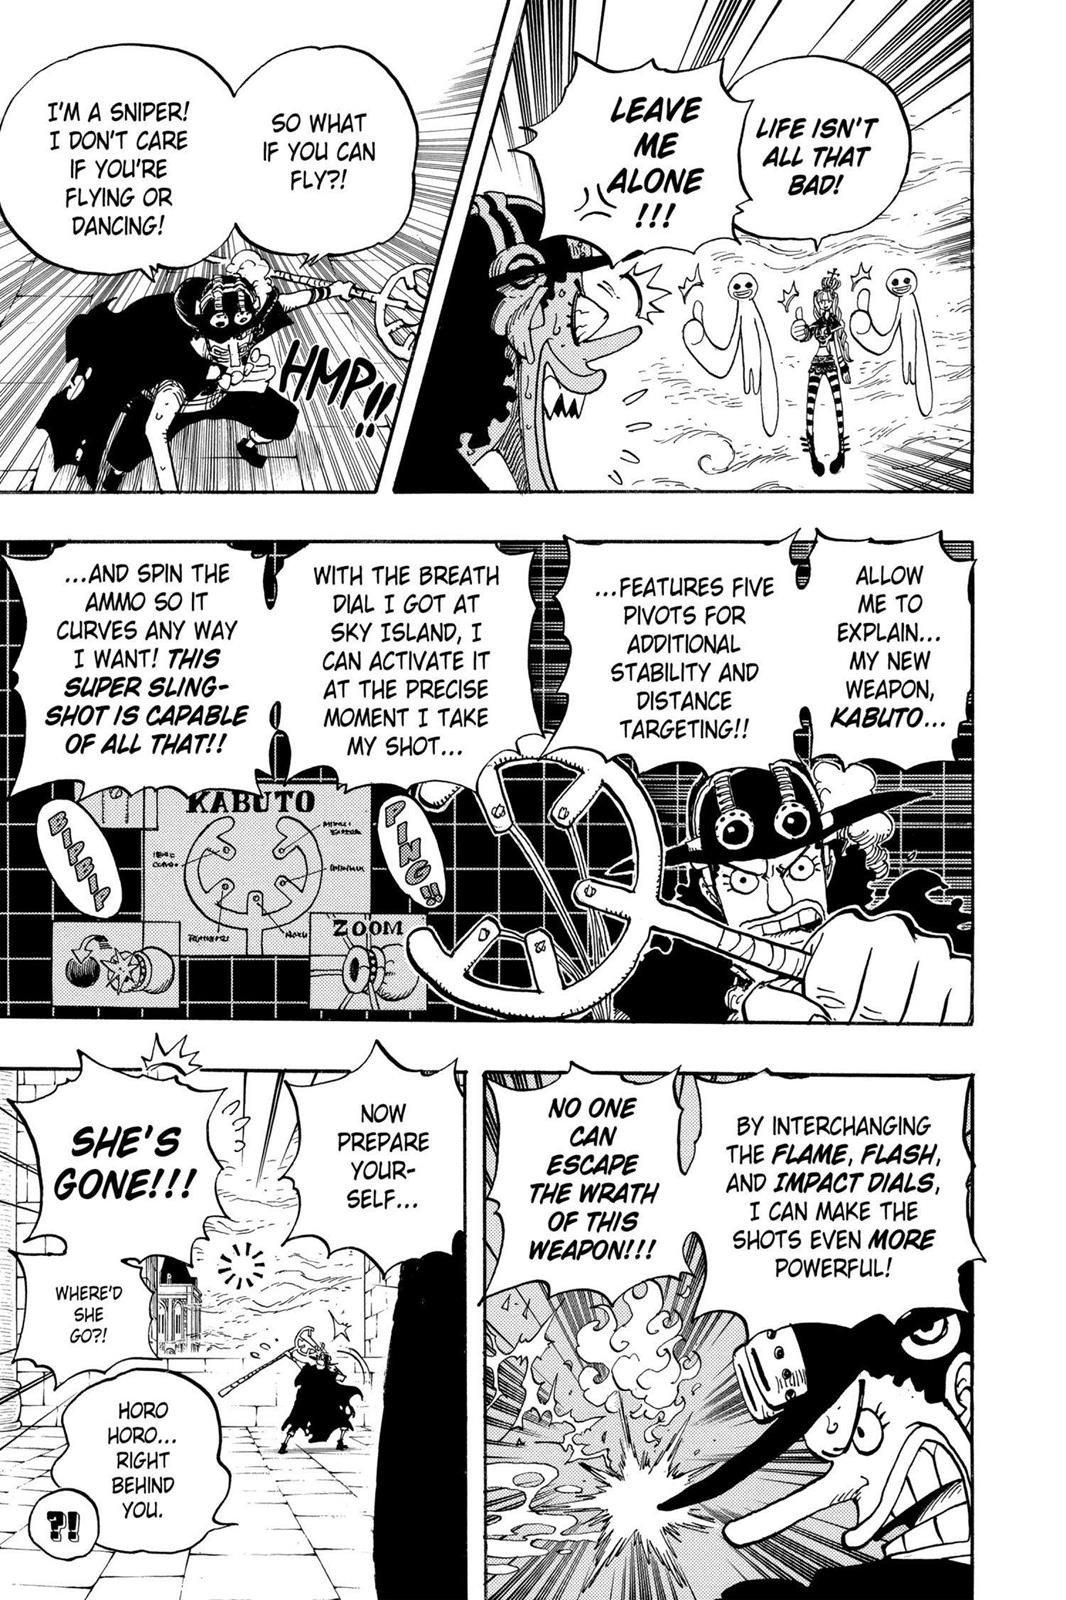 LIFE ISN'T
ALL THAT
BAD!
LEAVE
ME
ALONE
!!!
SO WHAT
IF YOU CAN
FLY?!
I'M A SNIPER!
I DON'T CARE
IF YOU'RE
FLYING OR
DANCING!
HMP!!
ALLOW
ME TO
EXPLAIN...
MY NEW
WEAPON,
KABUTO...
...FEATURES FIVE
PIVOTS FOR
ADDITIONAL
STABILITY AND
DISTANCE
TARGETING!!
WITH THE BREATH
DIAL I GOT AT
SKY ISLAND, I
CAN ACTIVATE IT
AT THE PRECISE
MOMENT I TAKE
MY SHOT...
...AND SPIN THE
AMMO SO IT
CURVES ANY WAY
I WANT! THIS
SUPER SLING-
SHOT IS CAPABLE
OF ALL THAT!!
PING!!
KABUTO
"ZOOM"
BY INTERCHANGING
THE FLAME, FLASH,
AND IMPACT DIALS,
I CAN MAKE THE
SHOTS EVEN MORE
POWERFUL!
NO ONE
CAN
ESCAPE
THE WRATH
OF THIS
WEAPON!!!
NOW
PREPARE
YOUR-
SELF...
SHE'S
GONE!!!
WHERE'D
SHE
GO?!
HORO
HORO...
RIGHT
BEHIND
YOU.
?!